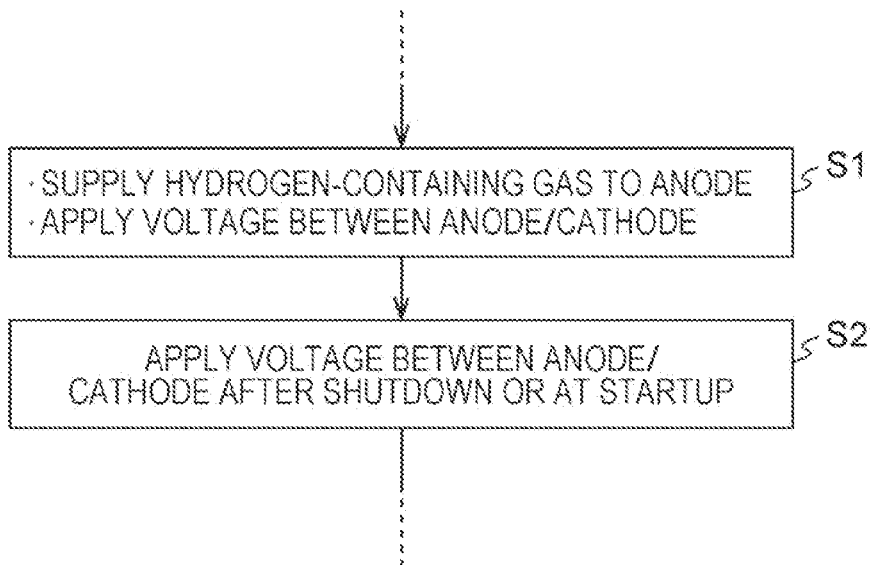 · SUPPLY HYDROGEN-CONTAINING GAS TO ANODE
· APPLY VOLTAGE BETWEEN ANODE/CATHODE
S1
APPLY VOLTAGE BETWEEN ANODE/
CATHODE AFTER SHUTDOWN OR AT STARTUP
S2